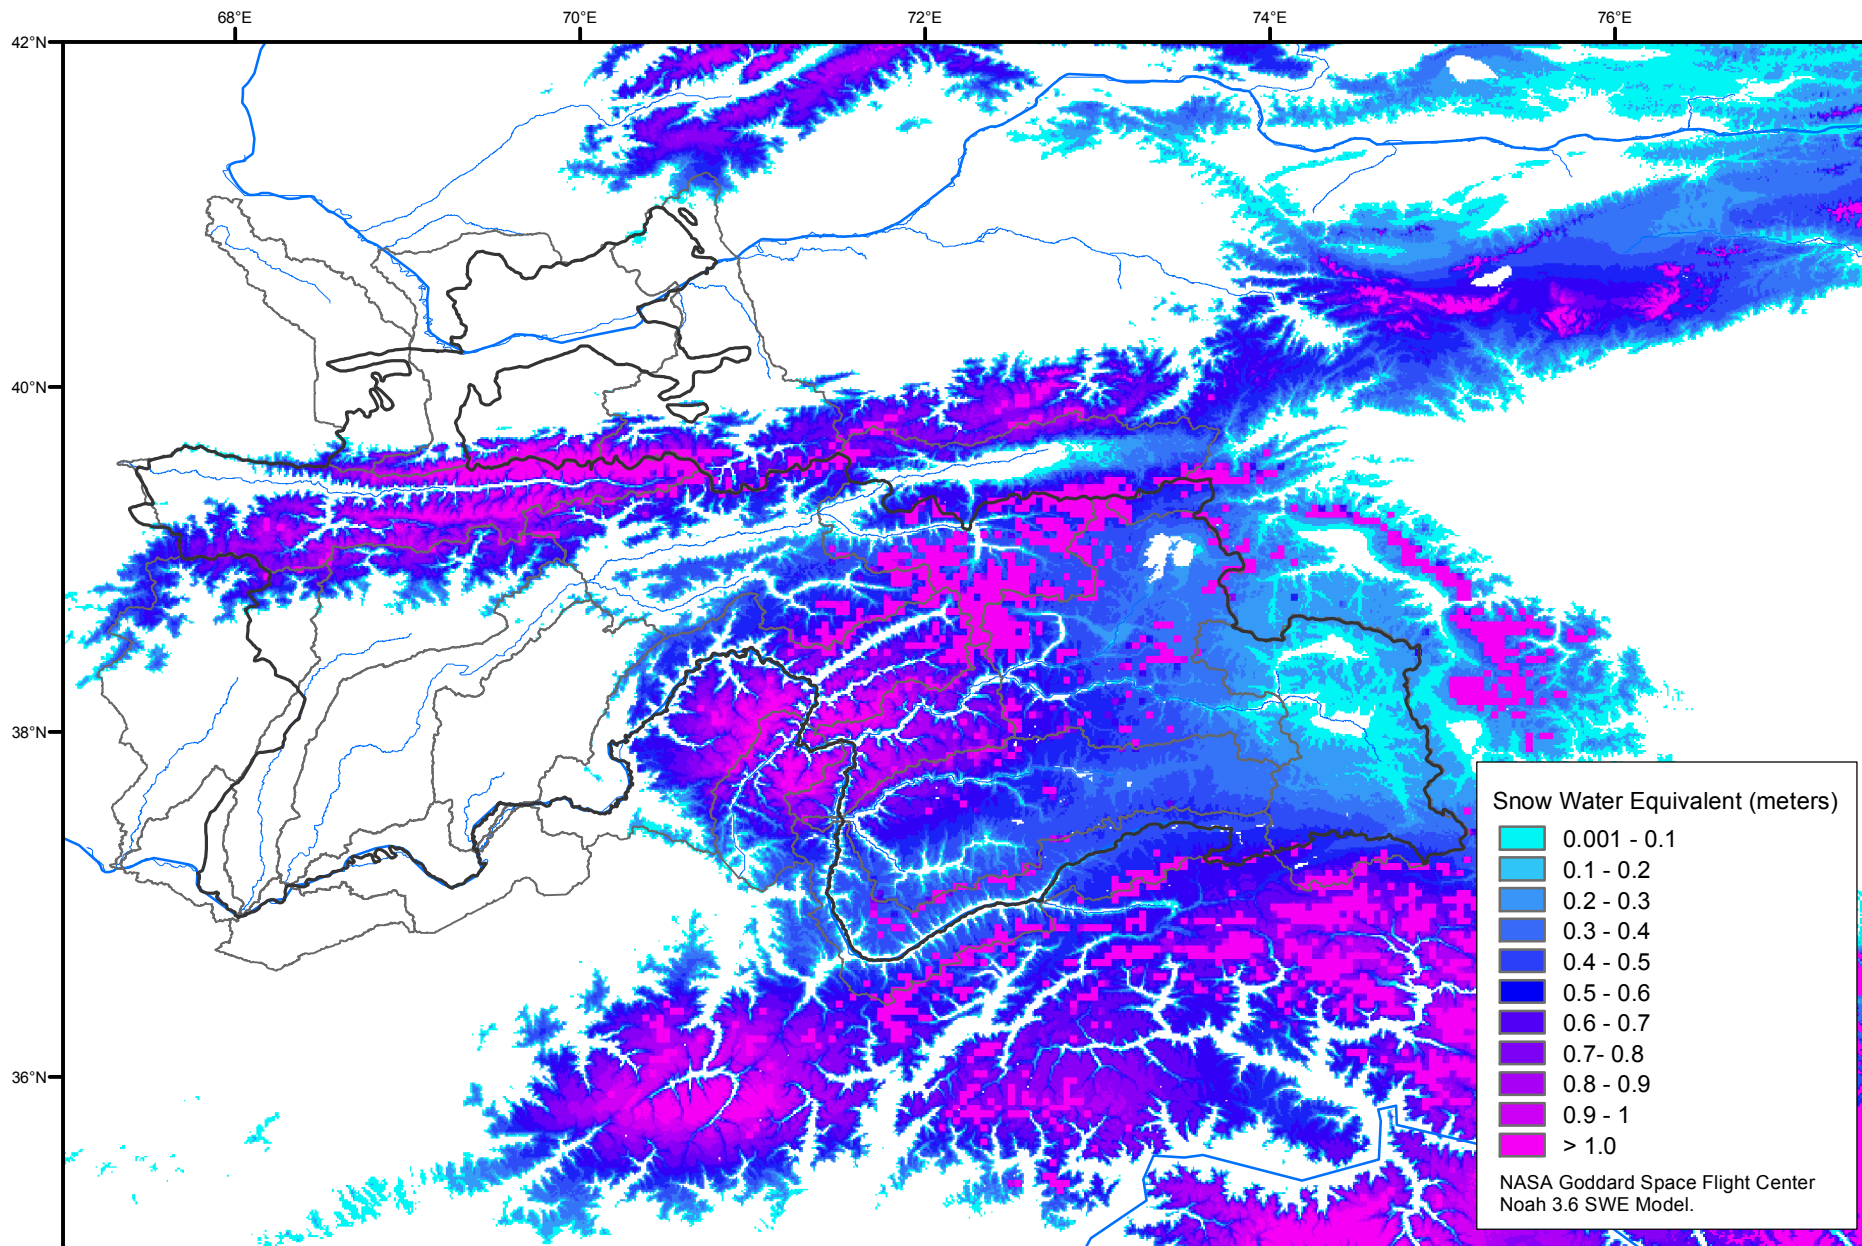 68°E
70°E
72°E
74°E
76°E
42°N
40°N
38°N
36°N
Snow Water Equivalent (meters)
0.001 - 0.1
0.1 - 0.2
0.2 - 0.3
0.3 - 0.4
0.4 - 0.5
0.5 - 0.6
0.6 - 0.7
0.7- 0.8
0.8 - 0.9
0.9 - 1
> 1.0
NASA Goddard Space Flight Center
Noah 3.6 SWE Model.